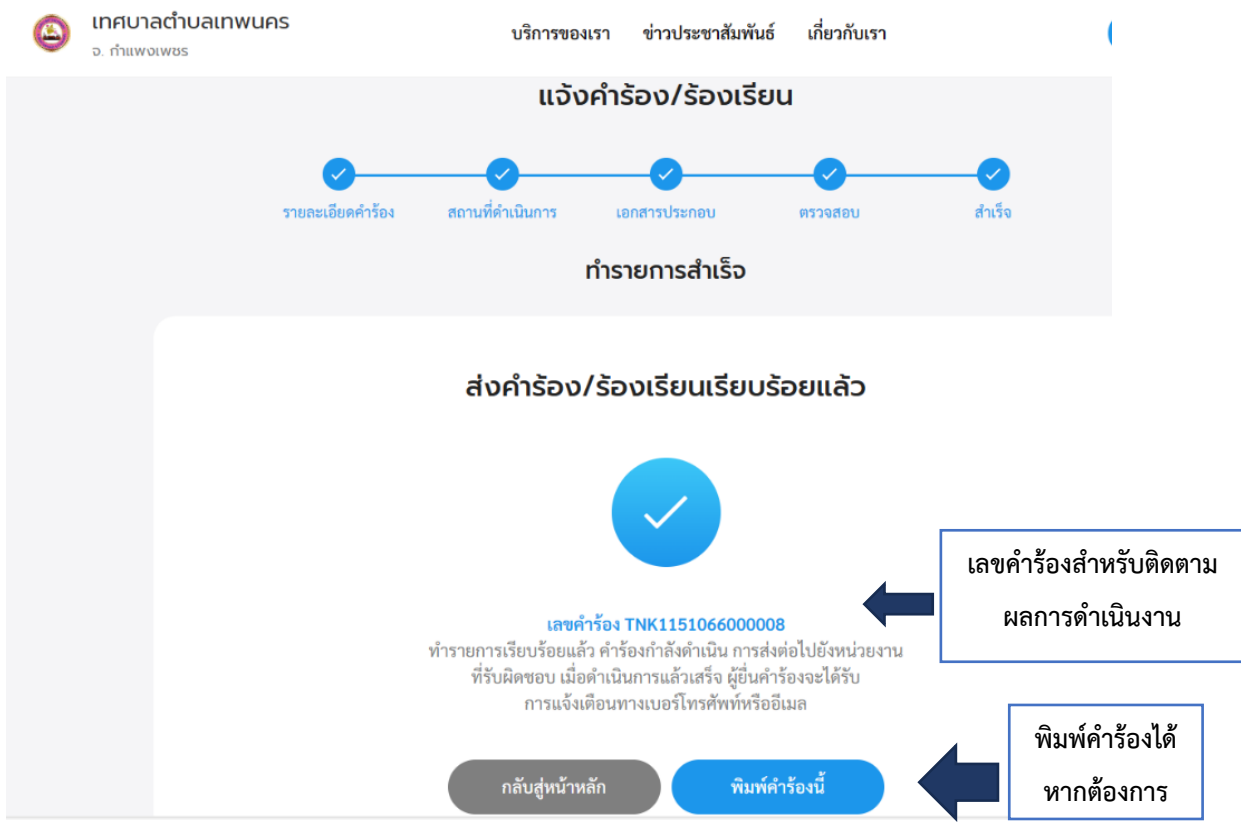 เทศบาลตำบลเทพนคร
จ. กำแพงเพชร
บริการของเรา ข่าวประชาสัมพันธ์ เกี่ยวกับเรา
แจ้งคำร้อง/ร้องเรียน
รายละเอียดคำร้อง สถานที่ดำเนินการ เอกสารประกอบ ตรวจสอบ สำเร็จ
ทำรายการสำเร็จ
ส่งคำร้อง/ร้องเรียนเรียบร้อยแล้ว
เลขคำร้องสำหรับติดตาม
ผลการดำเนินงาน
เลขคำร้อง TNK1151066000008
ทำรายการเรียบร้อยแล้ว คำร้องกำลังดำเนิน การส่งต่อไปยังหน่วยงาน
ที่รับผิดชอบ เมื่อดำเนินการแล้วเสร็จ ผู้ยื่นคำร้องจะได้รับ
การแจ้งเตือนทางเบอร์โทรศัพท์หรืออีเมล
พิมพ์คำร้องได้
หากต้องการ
กลับสู่หน้าหลัก พิมพ์คำร้องนี้